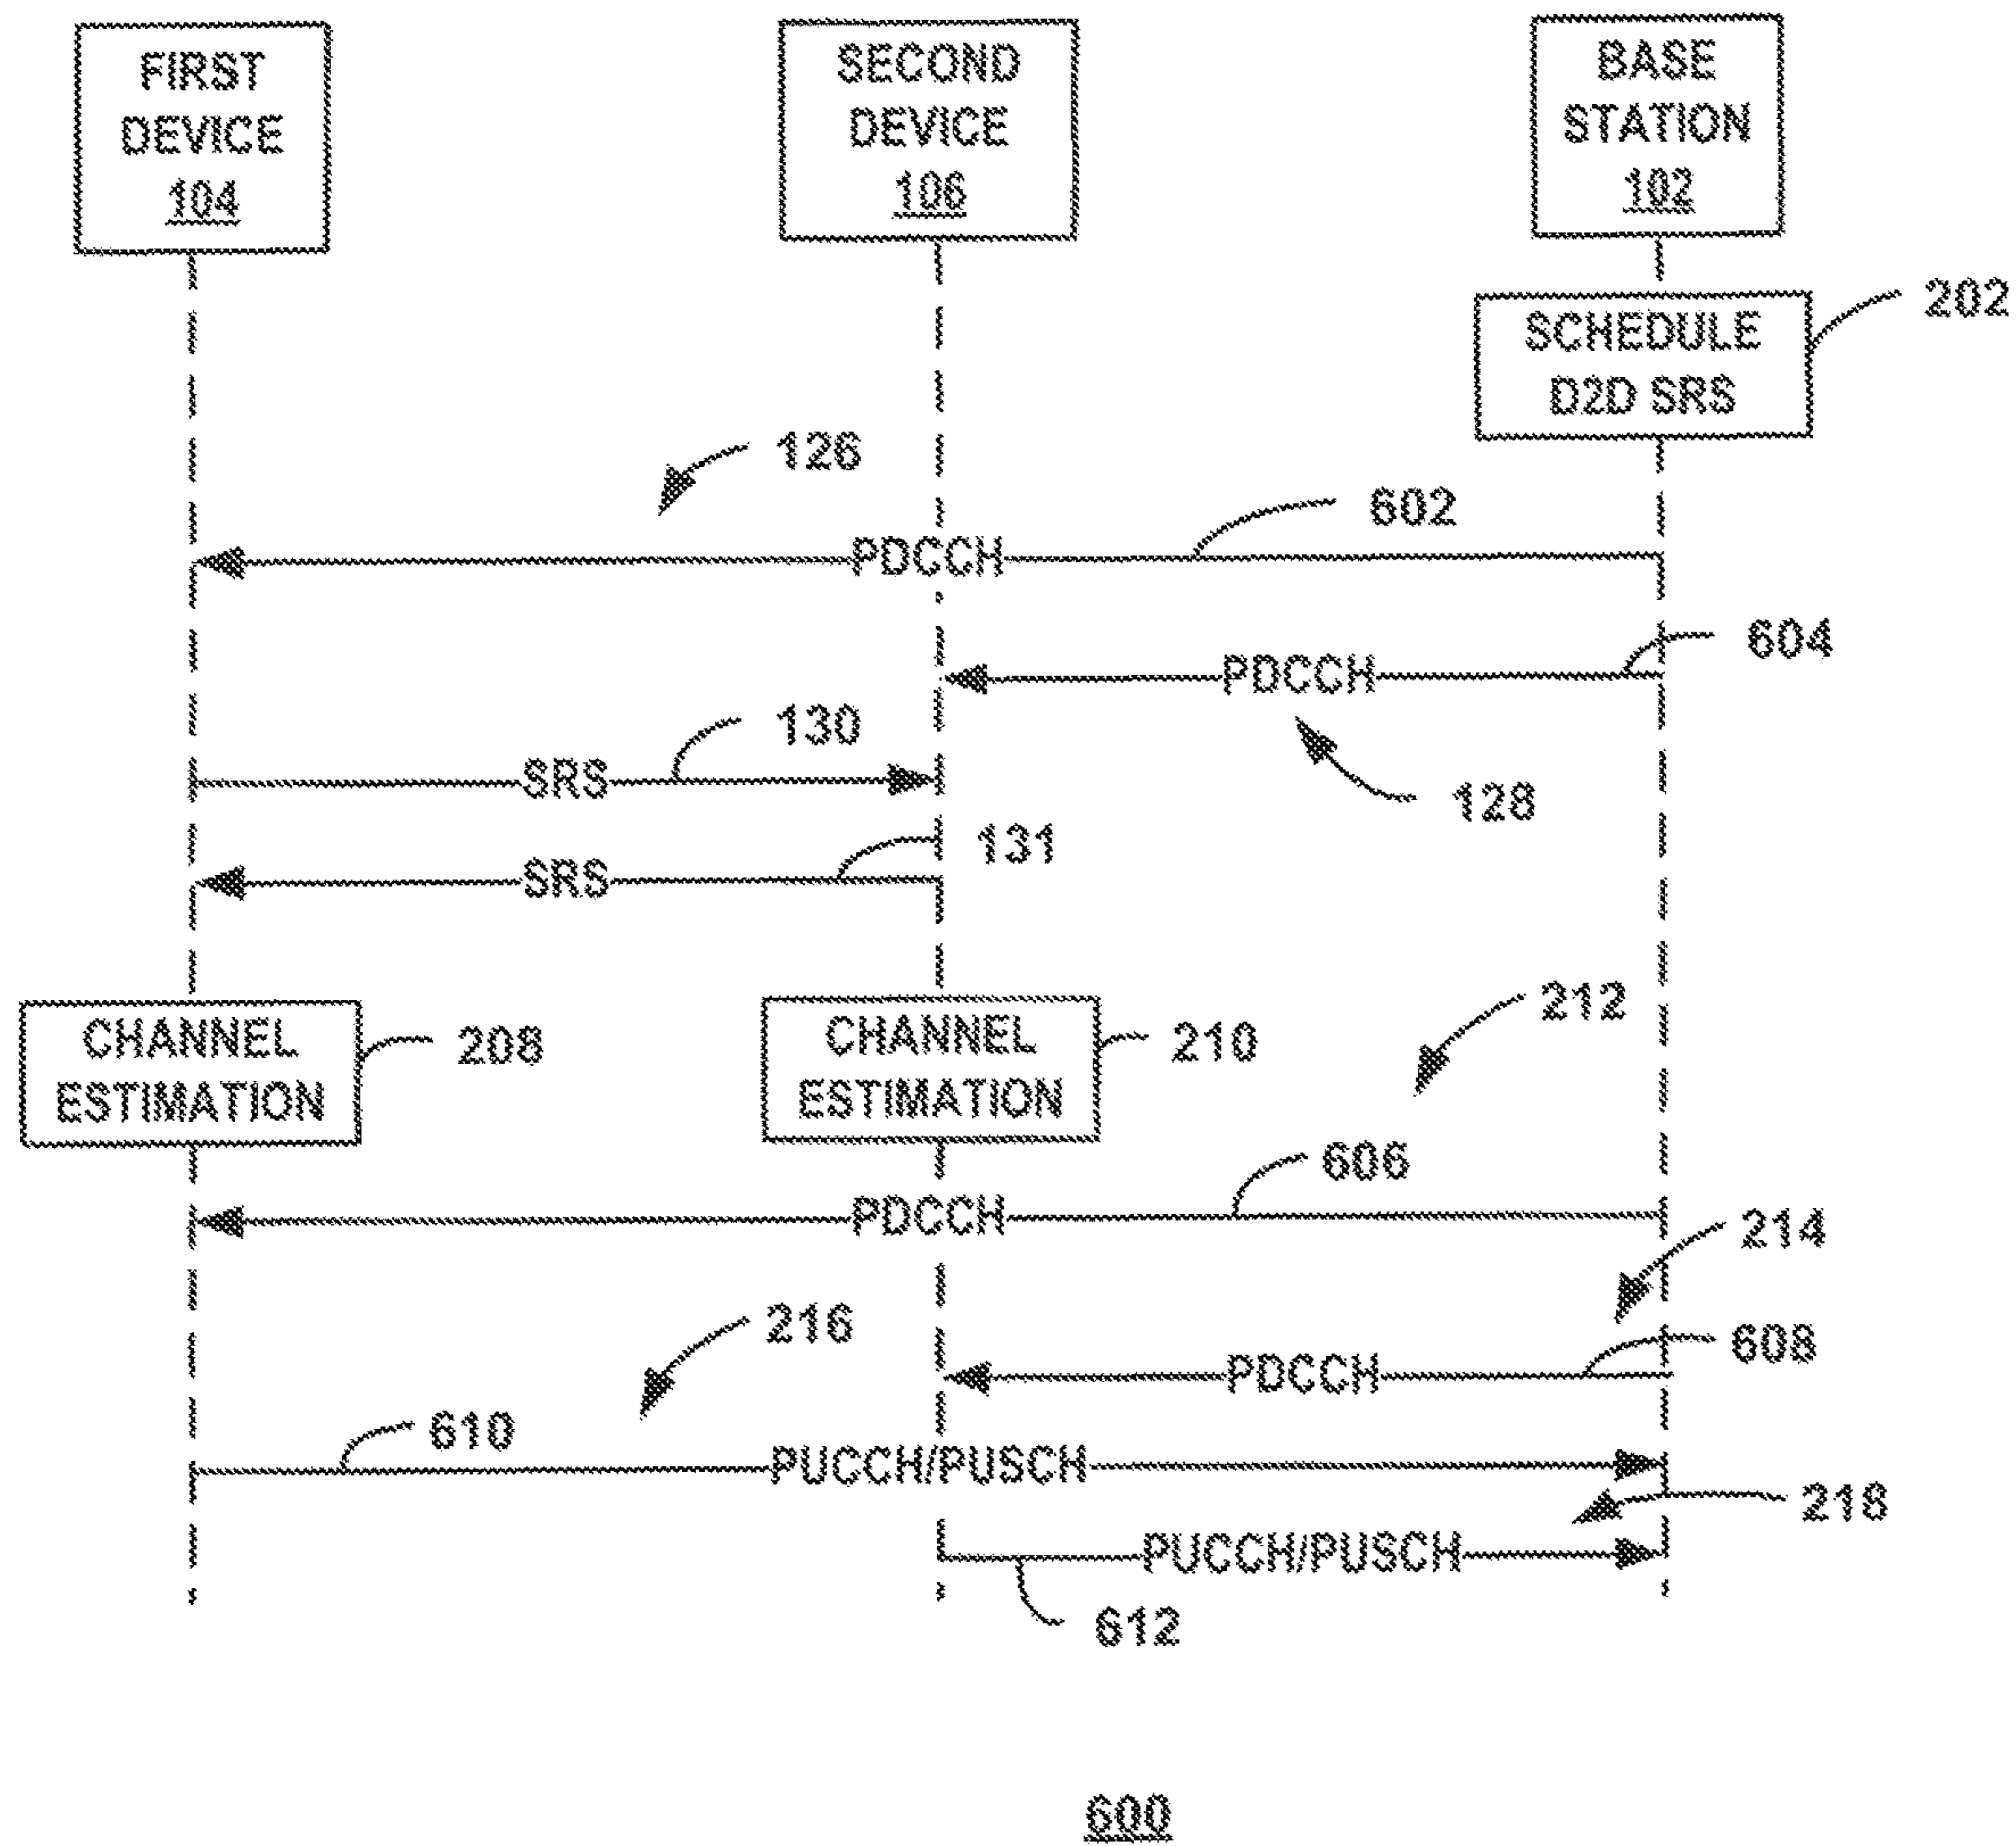 FIRST
DEVICE
104
SECOND
DEVICE
106
BASE
STATION
102
SCHEDULE
D2D SRS
202
126
602
PDCCH
604
PDCCH
130
SRS
128
131
SRS
CHANNEL
ESTIMATION
208
CHANNEL
ESTIMATION
210
212
606
PDCCH
214
216
608
PDCCH
610
PUCCH/PUSCH
218
PUCCH/PUSCH
612
600